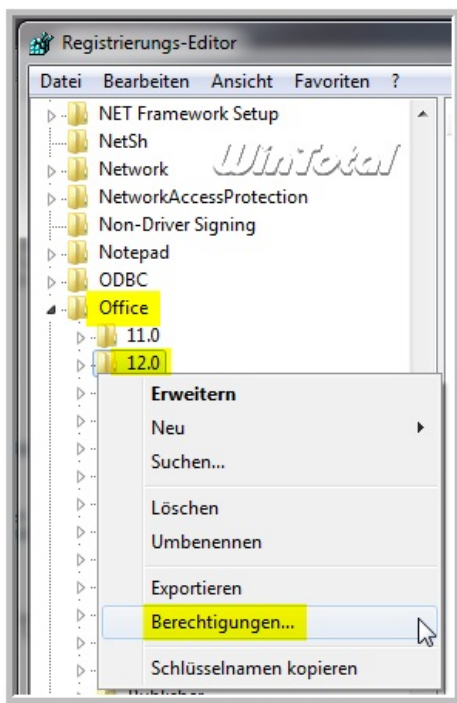 Registrierungs-Editor
Datei Bearbeiten Ansicht Favoriten ?
NET Framework Setup
NetSh
WinTotal
Network
NetworkAccessProtection
Non-Driver Signing
Notepad
ODBC
Office
11.0
12.0
Erweitern
Neu
Suchen...
Löschen
Umbenennen
Exportieren
Berechtigungen...
Schlüsselnamen kopieren
Publisher